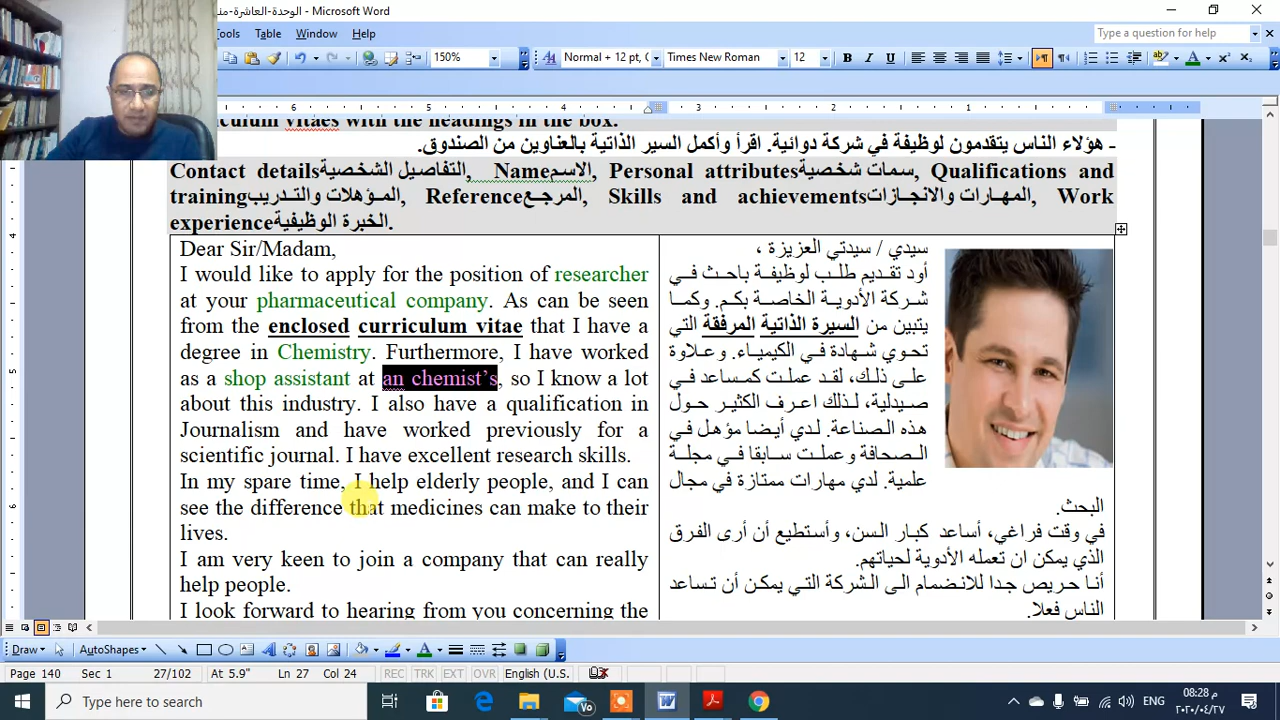 الوحدة-العاشرة-من - Microsoft Word
Tools Table Window Help
Type a question for help
150% Normal + 12 pt, Times New Roman 12 B I U
6 5 4 3 2 1
vitaes with the headings in the box.
- هؤلاء الناس يتقدمون لوظيفة في شركة دوائية. اقرأ وأكمل السير الذاتية بالعناوين من الصندوق.
Contact detailsالتفاصيل الشخصية, Nameالاسم, Personal attributesسمات شخصية, Qualifications and
trainingالمؤهلات والتدريب, Referenceالمرجع, Skills and achievementsالمهارات والانجازات, Work
experienceالخبرة الوظيفية.
Dear Sir/Madam,
I would like to apply for the position of researcher
at your pharmaceutical company. As can be seen
from the enclosed curriculum vitae that I have a
degree in Chemistry. Furthermore, I have worked
as a shop assistant at an chemist’s, so I know a lot
about this industry. I also have a qualification in
Journalism and have worked previously for a
scientific journal. I have excellent research skills.
In my spare time, I help elderly people, and I can
see the difference that medicines can make to their
lives.
I am very keen to join a company that can really
help people.
I look forward to hearing from you concerning the
سيدي / سيدتي العزيزة ،
أود تقديم طلب لوظيفة باحث في
شركة الأدوية الخاصة بكم. وكما
يتبين من السيرة الذاتية المرفقة التي
تحوي شهادة في الكيمياء. وعلاوة
على ذلك، لقد عملت كمساعد في
صيدلية، لذلك اعرف الكثير حول
هذه الصناعة. لدي أيضا مؤهل في
الصحافة وعملت سابقا في مجلة
علمية. لدي مهارات ممتازة في مجال
البحث.
في وقت فراغي، أساعد كبار السن، وأستطيع أن أرى الفرق
الذي يمكن ان تعمله الأدوية لحياتهم.
أنا حريص جدا للانضمام الى الشركة التي يمكن أن تساعد
الناس فعلا.
Draw AutoShapes
Page 140 Sec 1 27/102 At 5.9" Ln 27 Col 24 REC TRK EXT OVR English (U.S.
Type here to search
ENG
08:28 م
٢٠٢٠/٠٤/٢٧